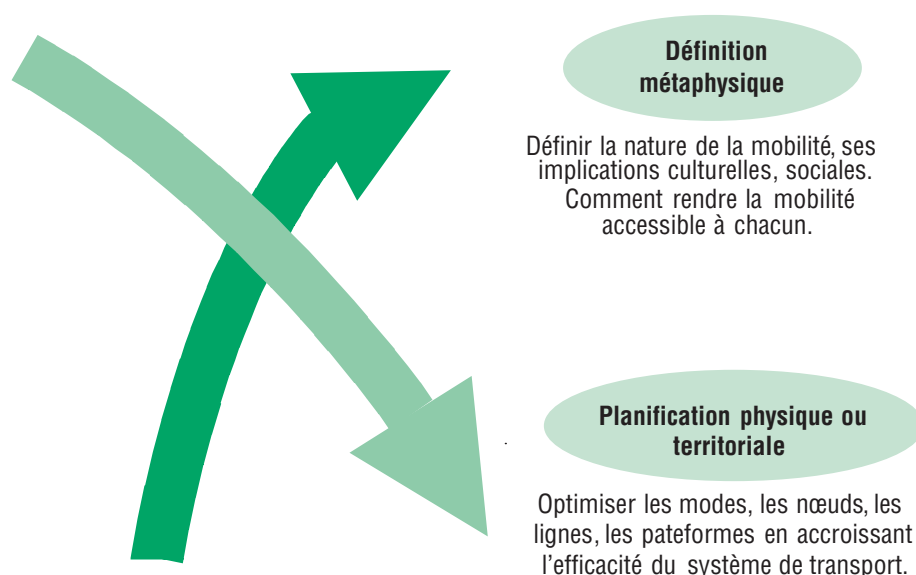 Définition
métaphysique
Définir la nature de la mobilité, ses
implications culturelles, sociales.
Comment rendre la mobilité
accessible à chacun.
Planification physique ou
territoriale
Optimiser les modes, les nœuds, les
lignes, les pateformes en accroissant
l'efficacité du système de transport.